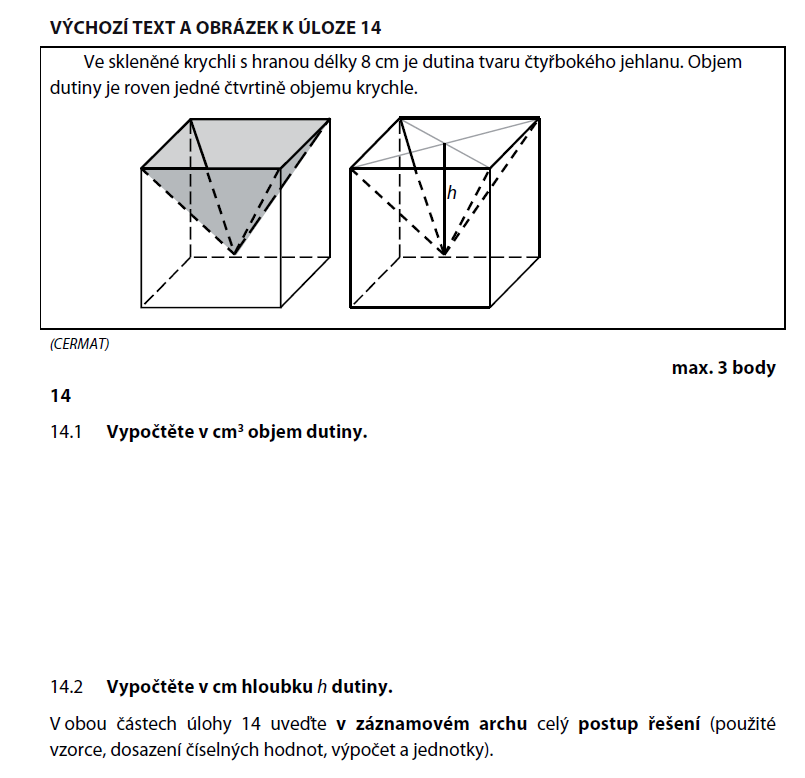 VÝCHOZÍ TEXT A OBRÁZEK K ÚLOZE 14
Ve skleněné krychli s hranou délky 8 cm je dutina tvaru čtyřbokého jehlanu. Objem
dutiny je roven jedné čtvrtině objemu krychle.
h
(CERMAT)
max. 3 body
14
14.1 Vypočtěte v cm³ objem dutiny.
14.2 Vypočtěte v cm hloubku h dutiny.
V obou částech úlohy 14 uveďte v záznamovém archu celý postup řešení (použité
vzorce, dosazení číselných hodnot, výpočet a jednotky).